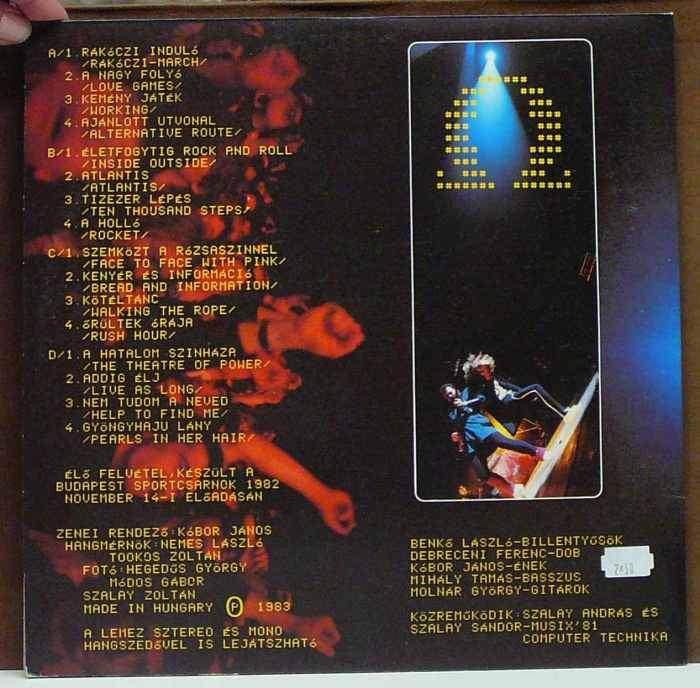 A/1. RÁKÓCZI INDULÓ
/RÁKÓCZI-MARCH/
2. A NAGY FOLYÓ
/LOVE GAMES/
3. KEMÉNY JÁTÉK
/WORKING/
4. AJÁNLOTT UTVONAL
/ALTERNATIVE ROUTE/
B/1. ÉLETFOGYTIG ROCK AND ROLL
/INSIDE OUTSIDE/
2. ATLANTIS
/ATLANTIS/
3. TIZEZER LÉPÉS
/TEN THOUSAND STEPS/
4. A HOLLÓ
/ROCKET/
C/1. SZEMKÖZT A RÓZSASZINNEL
/FACE TO FACE WITH PINK/
2. KENYÉR ÉS INFORMÁCIÓ
/BREAD AND INFORMATION/
3. KÖTÉLTÁNC
/WALKING THE ROPE/
4. ŐRÜLTEK ÓRÁJA
/RUSH HOUR/
D/1. A HATALOM SZINHÁZA
/THE THEATRE OF POWER/
2. ADDIG ÉLJ
/LIVE AS LONG/
3. NEM TUDOM A NEVED
/HELP TO FIND ME/
4. GYÖNGYHAJU LÁNY
/PEARLS IN HER HAIR/
ÉLŐ FELVÉTEL, KÉSZÜLT A
BUDAPEST SPORTCSARNOK 1982
NOVEMBER 14-I ELŐADÁSÁN
ZENEI RENDEZŐ: KÓBOR JÁNOS
HANGMÉRNÖK: NEMES LÁSZLÓ
TOOKOS ZOLTÁN
FOTÓ: HEGEDŰS GYÖRGY
MÓDOS GÁBOR
SZALAY ZOLTÁN
MADE IN HUNGARY Ⓟ 1983
A LEMEZ SZTEREO ÉS MONO
HANGSZEDŐVEL IS LEJÁTSZHATÓ
Ω
BENKŐ LÁSZLÓ-BILLENTYŰSÖK
DEBRECENI FERENC-DOB
KÓBOR JÁNOS-ÉNEK
MIHÁLY TAMÁS-BASSZUS
MOLNÁR GYÖRGY-GITÁROK
KÖZREMŰKÖDIK: SZALAY ANDRÁS ÉS
SZALAY SÁNDOR-MUSIX'81
COMPUTER TECHNIKA